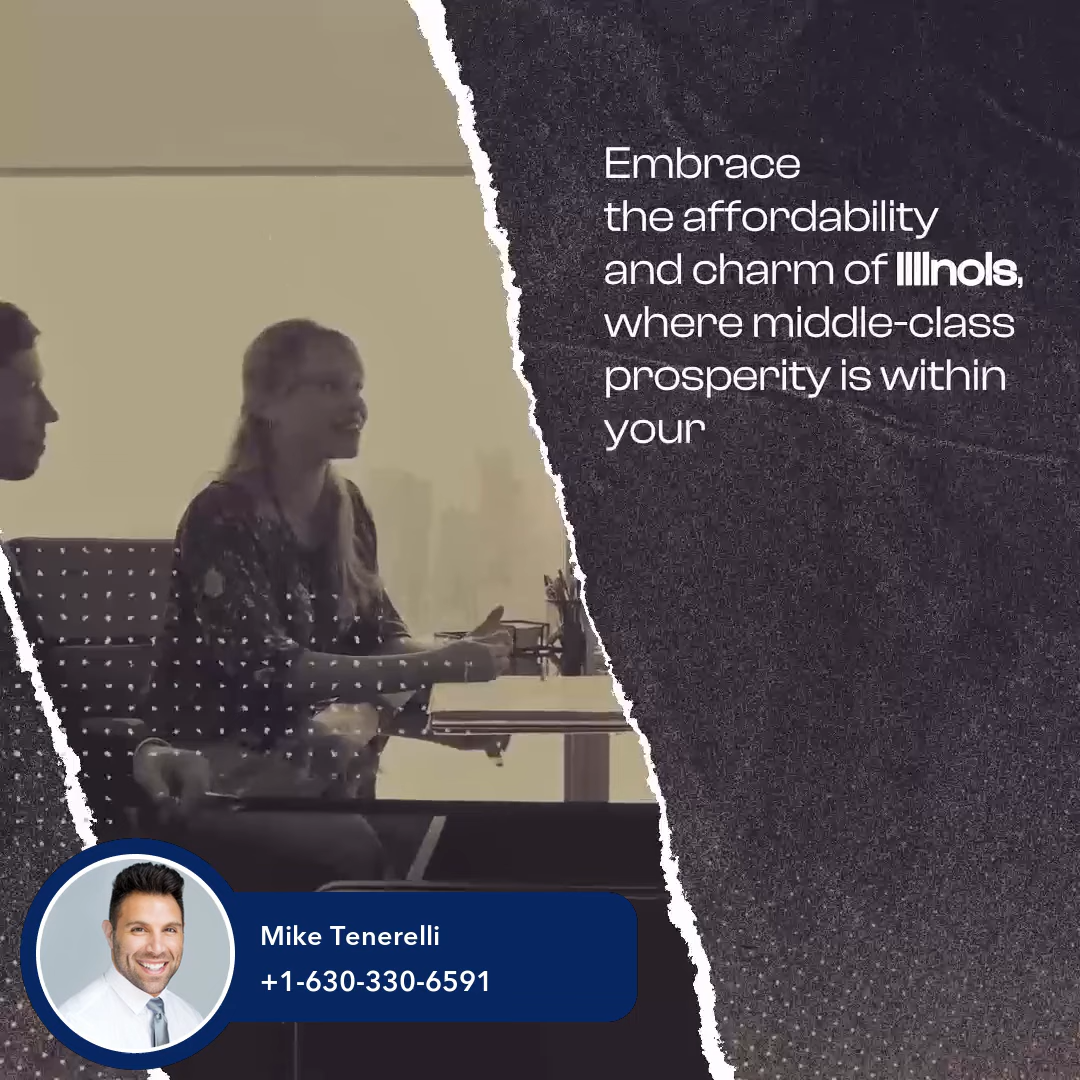 Embrace
the affordability
and charm of Illinois,
where middle-class
prosperity is within
your
Mike Tenerelli
+1-630-330-6591